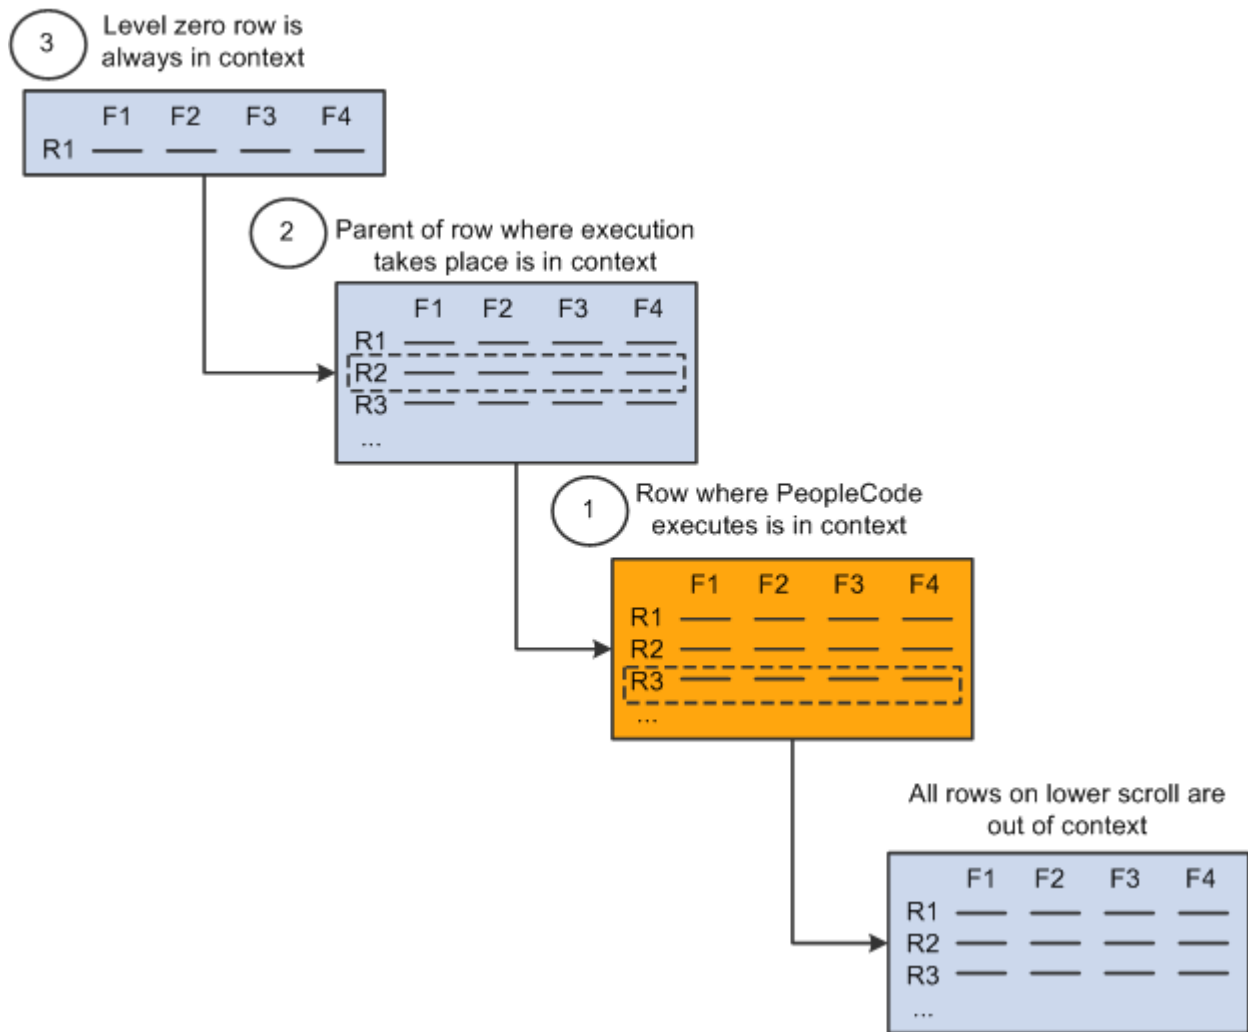 3
Level zero row is
always in context
F1 F2 F3 F4
R1
2
Parent of row where execution
takes place is in context
F1 F2 F3 F4
R1
R2
R3
...
1
Row where PeopleCode
executes is in context
F1 F2 F3 F4
R1
R2
R3
...
All rows on lower scroll are
out of context
F1 F2 F3 F4
R1
R2
R3
...